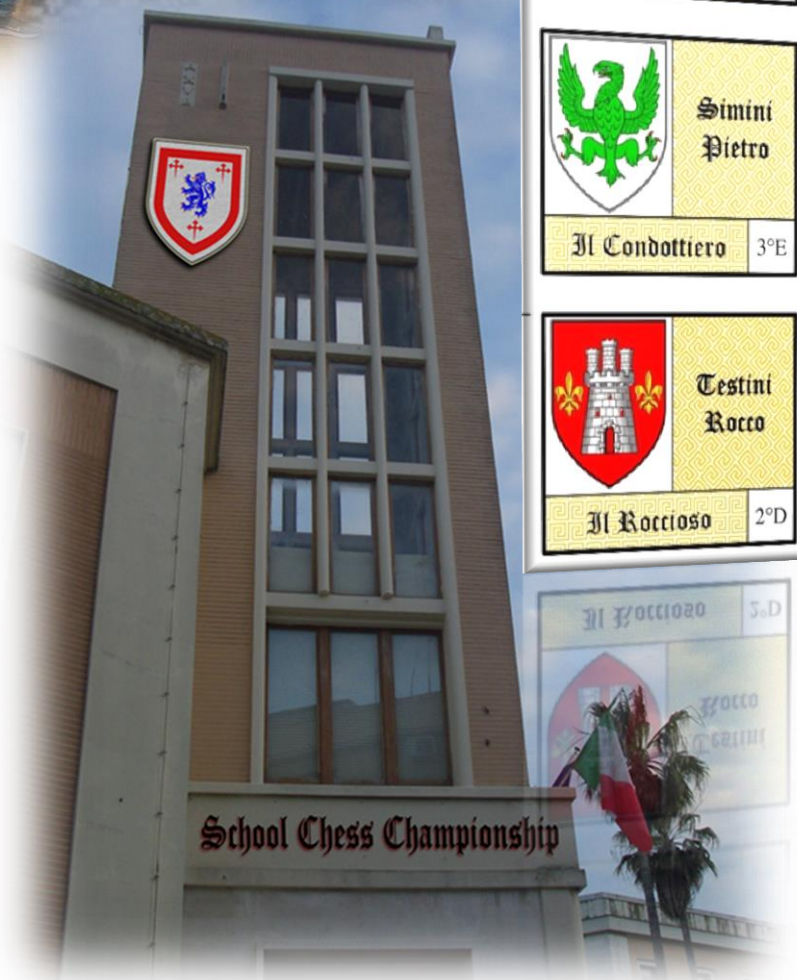 Simini
Pietro
Il Condottiero
3°E
Testini
Rocco
Il Roccioso
2°D
Il Roccioso
2°D
Rocco
Testini
School Chess Championship